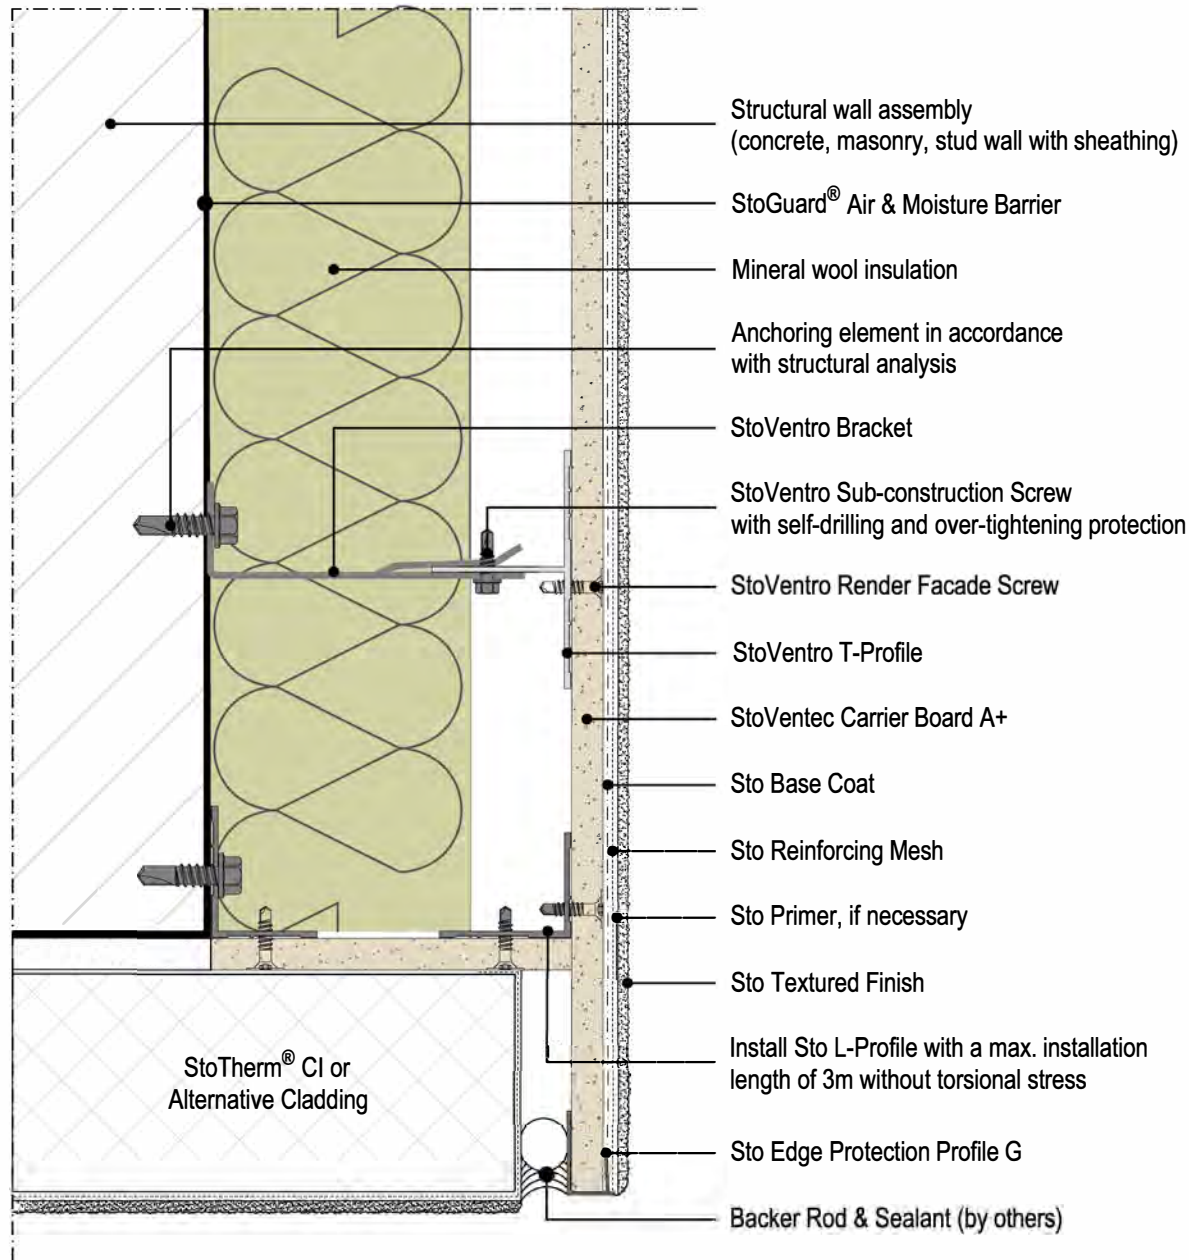 Structural wall assembly
(concrete, masonry, stud wall with sheathing)
StoGuard® Air & Moisture Barrier
Mineral wool insulation
Anchoring element in accordance
with structural analysis
StoVentro Bracket
StoVentro Sub-construction Screw
with self-drilling and over-tightening protection
StoVentro Render Facade Screw
StoVentro T-Profile
StoVentec Carrier Board A+
Sto Base Coat
Sto Reinforcing Mesh
Sto Primer, if necessary
Sto Textured Finish
Install Sto L-Profile with a max. installation
length of 3m without torsional stress
StoTherm® CI or
Alternative Cladding
Sto Edge Protection Profile G
Backer Rod & Sealant (by others)